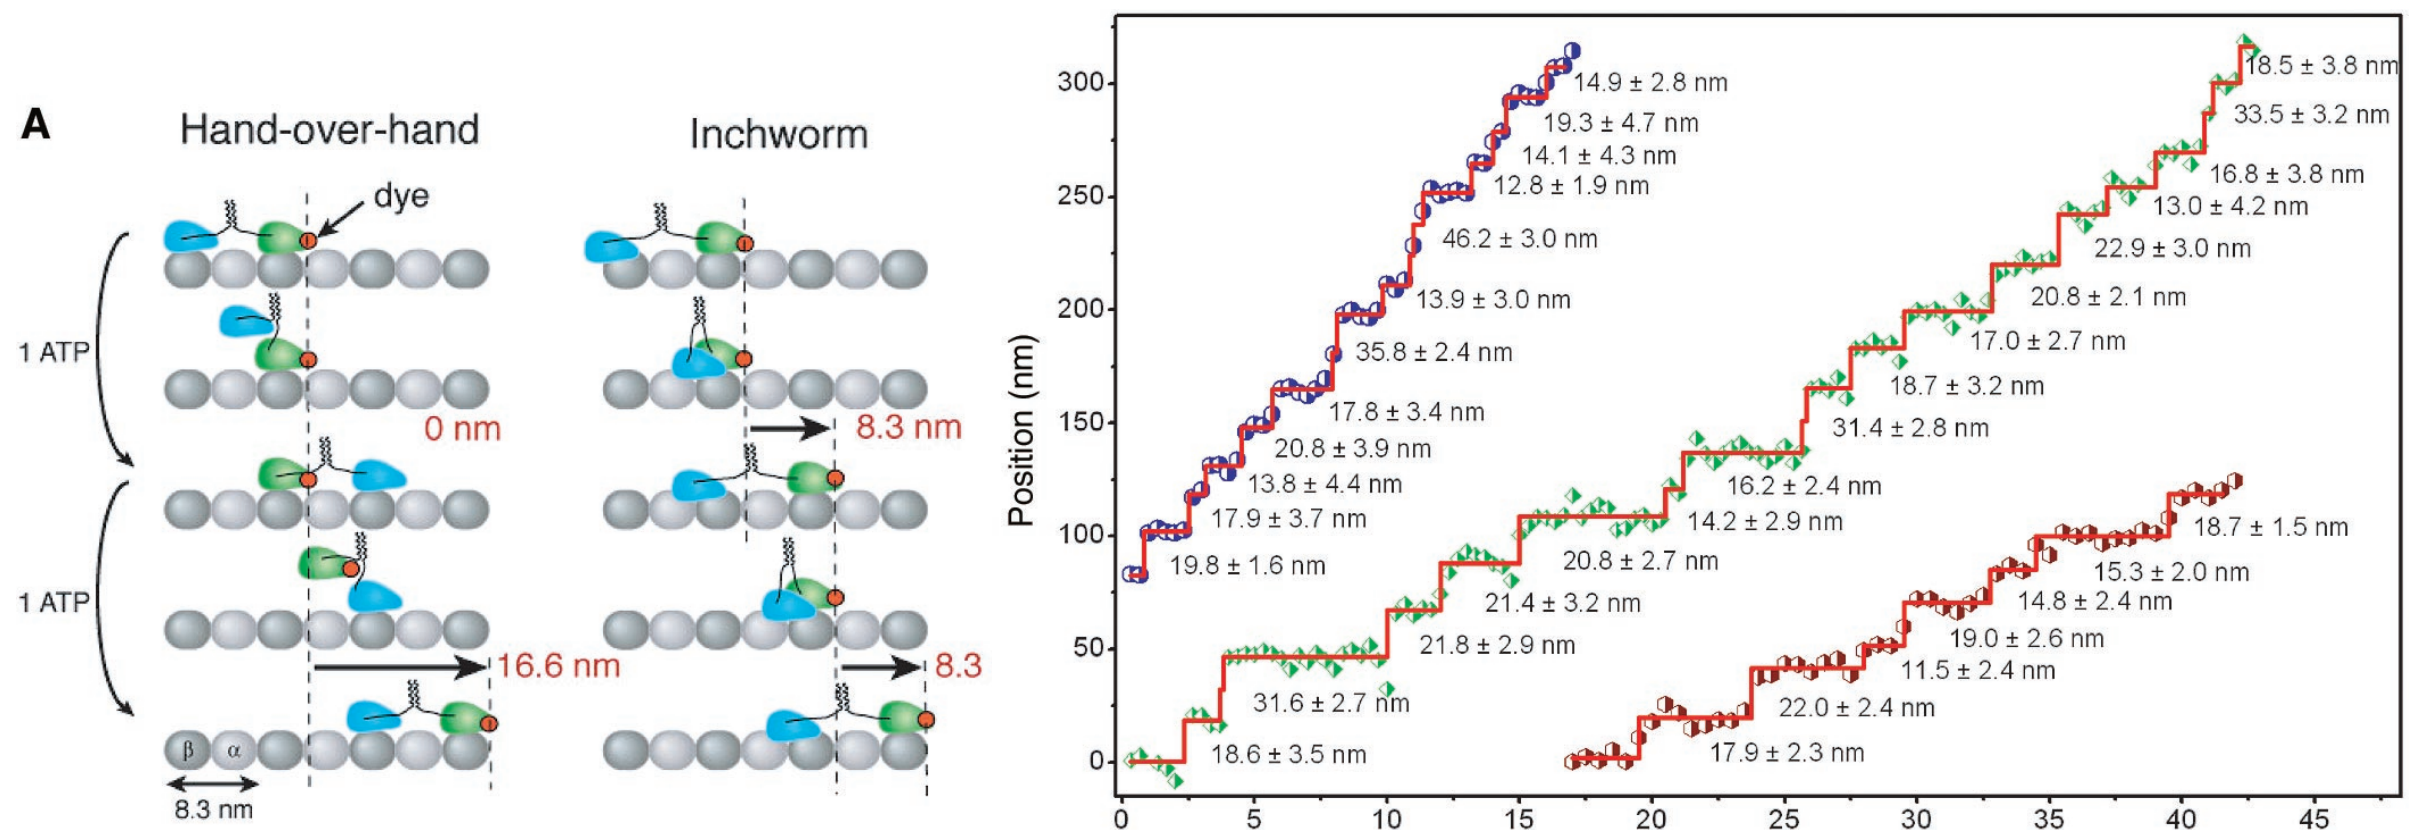 A
Hand-over-hand
Inchworm
dye
1 ATP
0 nm
8.3 nm
1 ATP
16.6 nm
8.3
β α
8.3 nm
Position (nm)
300
250
200
150
100
50
0
0 5 10 15 20 25 30 35 40 45
14.9 ± 2.8 nm
19.3 ± 4.7 nm
14.1 ± 4.3 nm
12.8 ± 1.9 nm
46.2 ± 3.0 nm
13.9 ± 3.0 nm
35.8 ± 2.4 nm
17.8 ± 3.4 nm
20.8 ± 3.9 nm
13.8 ± 4.4 nm
17.9 ± 3.7 nm
19.8 ± 1.6 nm
18.5 ± 3.8 nm
33.5 ± 3.2 nm
16.8 ± 3.8 nm
13.0 ± 4.2 nm
22.9 ± 3.0 nm
20.8 ± 2.1 nm
17.0 ± 2.7 nm
18.7 ± 3.2 nm
31.4 ± 2.8 nm
16.2 ± 2.4 nm
14.2 ± 2.9 nm
20.8 ± 2.7 nm
21.4 ± 3.2 nm
21.8 ± 2.9 nm
31.6 ± 2.7 nm
18.6 ± 3.5 nm
18.7 ± 1.5 nm
15.3 ± 2.0 nm
14.8 ± 2.4 nm
19.0 ± 2.6 nm
11.5 ± 2.4 nm
22.0 ± 2.4 nm
17.9 ± 2.3 nm